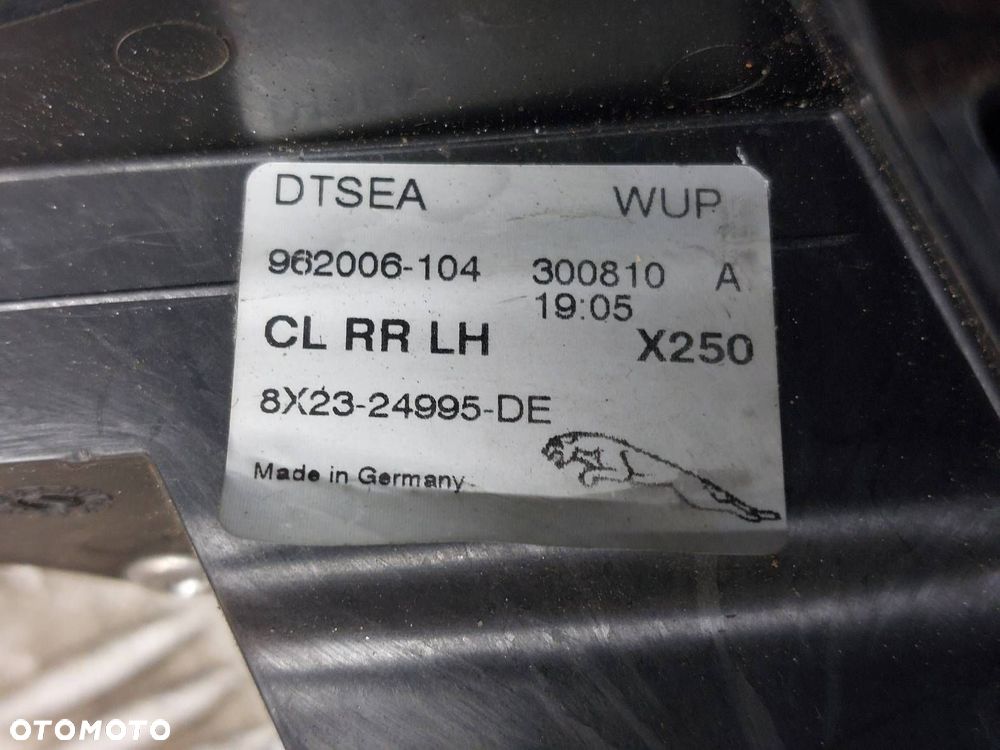 DTSEA WUP
962006-104 300810 A
19:05
CL RR LH X250
8X23-24995-DE
Made in Germany
OTOMOTO